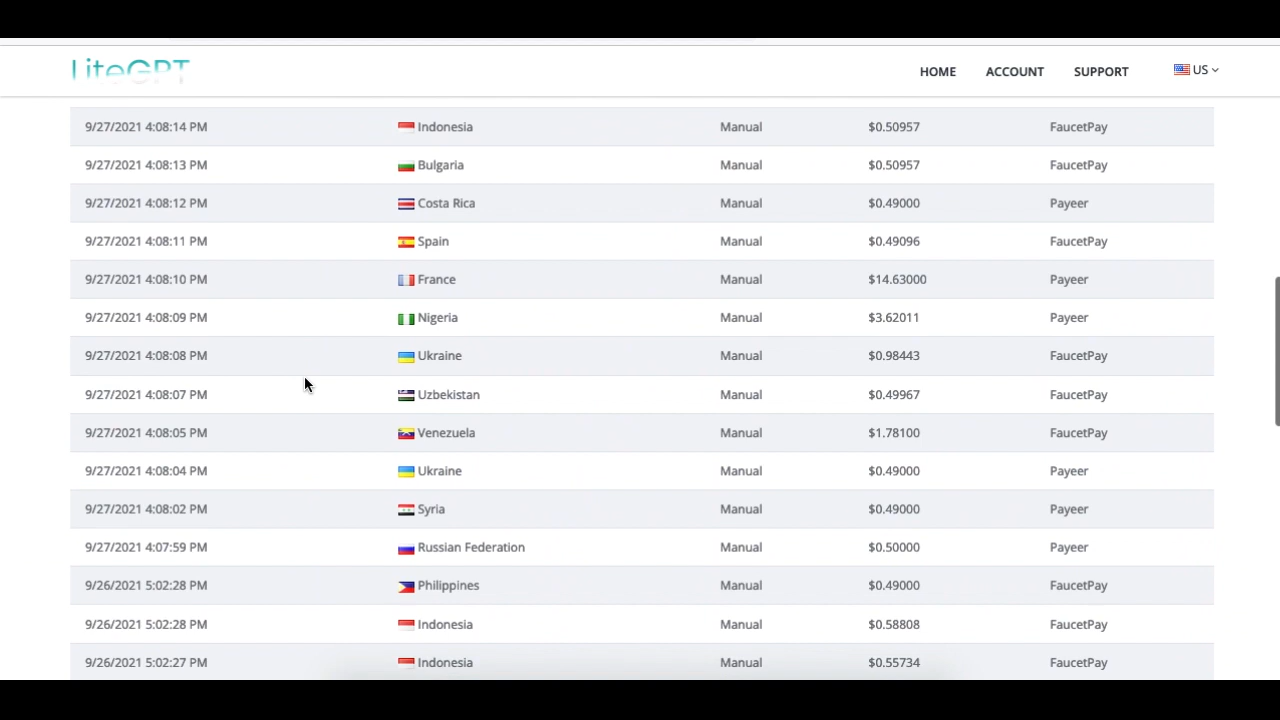 LiteGPT HOME ACCOUNT SUPPORT US
9/27/2021 4:08:14 PM Indonesia Manual $0.50957 FaucetPay
9/27/2021 4:08:13 PM Bulgaria Manual $0.50957 FaucetPay
9/27/2021 4:08:12 PM Costa Rica Manual $0.49000 Payeer
9/27/2021 4:08:11 PM Spain Manual $0.49096 FaucetPay
9/27/2021 4:08:10 PM France Manual $14.63000 Payeer
9/27/2021 4:08:09 PM Nigeria Manual $3.62011 Payeer
9/27/2021 4:08:08 PM Ukraine Manual $0.98443 FaucetPay
9/27/2021 4:08:07 PM Uzbekistan Manual $0.49967 FaucetPay
9/27/2021 4:08:05 PM Venezuela Manual $1.78100 FaucetPay
9/27/2021 4:08:04 PM Ukraine Manual $0.49000 Payeer
9/27/2021 4:08:02 PM Syria Manual $0.49000 Payeer
9/27/2021 4:07:59 PM Russian Federation Manual $0.50000 Payeer
9/26/2021 5:02:28 PM Philippines Manual $0.49000 FaucetPay
9/26/2021 5:02:28 PM Indonesia Manual $0.58808 FaucetPay
9/26/2021 5:02:27 PM Indonesia Manual $0.55734 FaucetPay